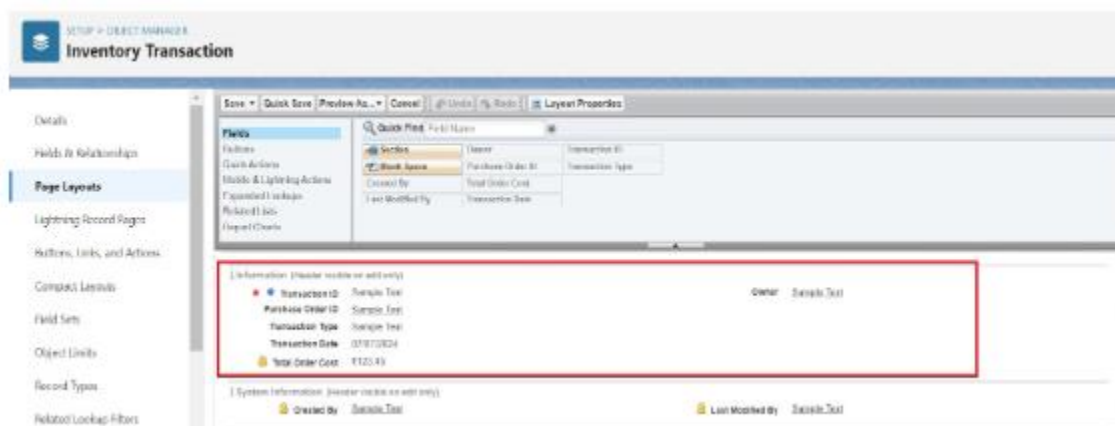 SETUP > OBJECT MANAGER
Inventory Transaction
Details
Fields & Relationships
Page Layouts
Lightning Record Pages
Buttons, Links, and Actions
Compact Layouts
Field Sets
Object Limits
Record Types
Related Lookup Filters
Save Quick Save Preview As... Cancel Undo Redo Layout Properties
Fields
Buttons
Quick Actions
Mobile & Lightning Actions
Expanded Lookups
Related Lists
Report Charts
Quick Find Field Name
Section Owner Transaction ID
Blank Space Purchase Order ID Transaction Type
Created By Total Order Cost
Last Modified By Transaction Date
Information (Header visible on edit only)
Transaction ID Sample Text Owner Sample Text
Purchase Order ID Sample Text
Transaction Type Sample Text
Transaction Date
Total Order Cost ₹123.45
System Information (Header visible on edit only)
Created By Sample Text Last Modified By Sample Text